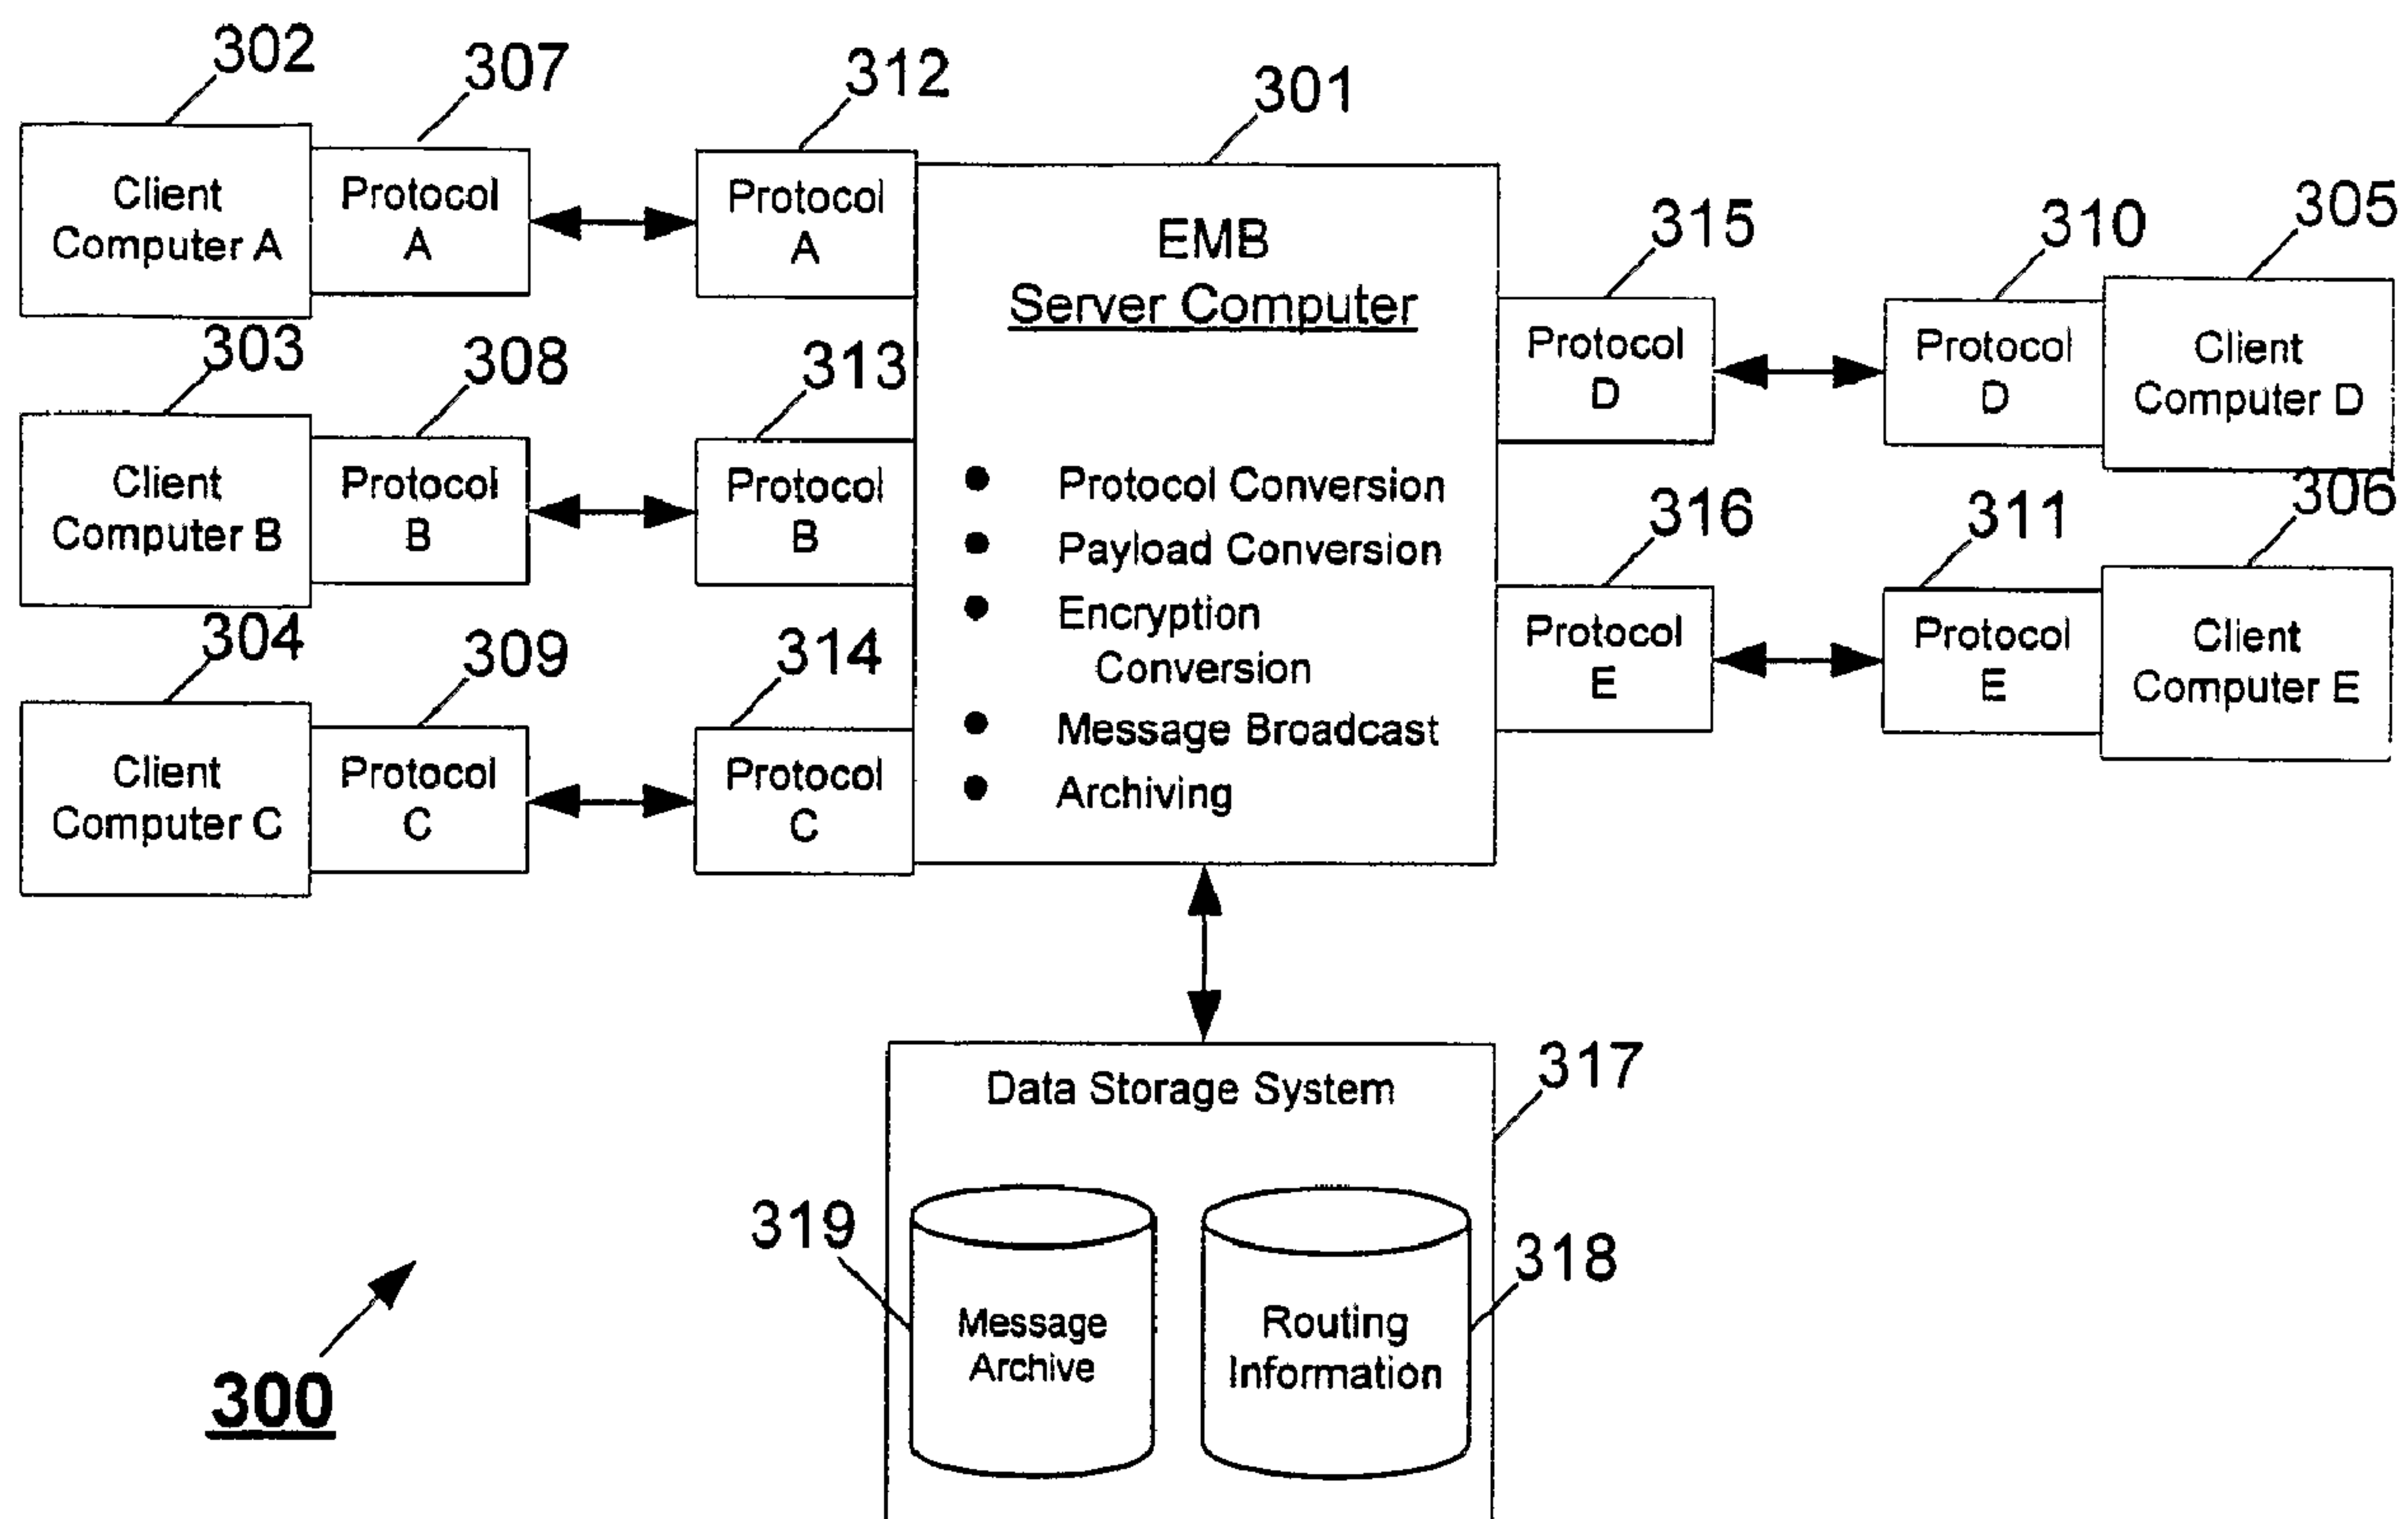 302
307
312
301
Client
Computer A
Protocol
A
Protocol
A
EMB
Server Computer
315
310
305
Protocol
D
Protocol
D
Client
Computer D
303
308
313
Client
Computer B
Protocol
B
Protocol
B
● Protocol Conversion
● Payload Conversion
● Encryption
Conversion
● Message Broadcast
● Archiving
316
311
306
Protocol
E
Protocol
E
Client
Computer E
304
309
314
Client
Computer C
Protocol
C
Protocol
C
Data Storage System
317
319
Message
Archive
Routing
Information
318
300